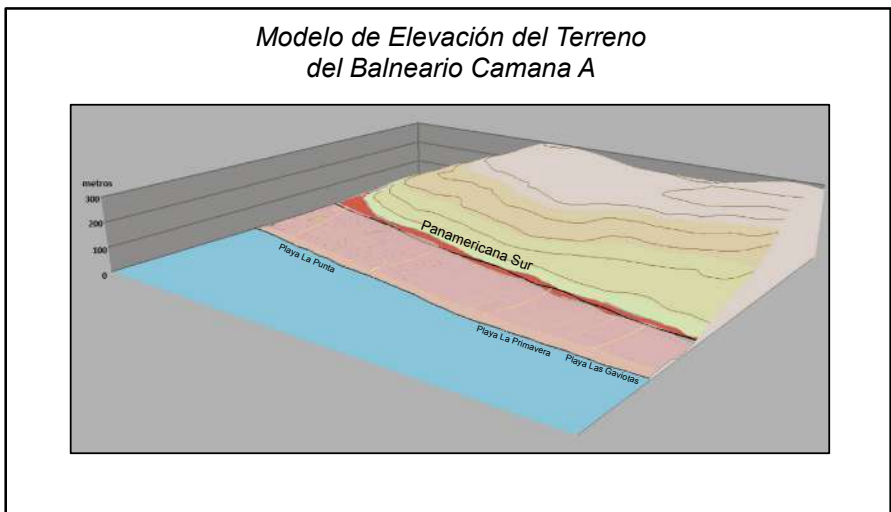 Modelo de Elevación del Terreno
del Balneario Camana A
metros
300
200
100
0
Panamericana Sur
Playa La Punta
Playa La Primavera
Playa Las Gaviotas